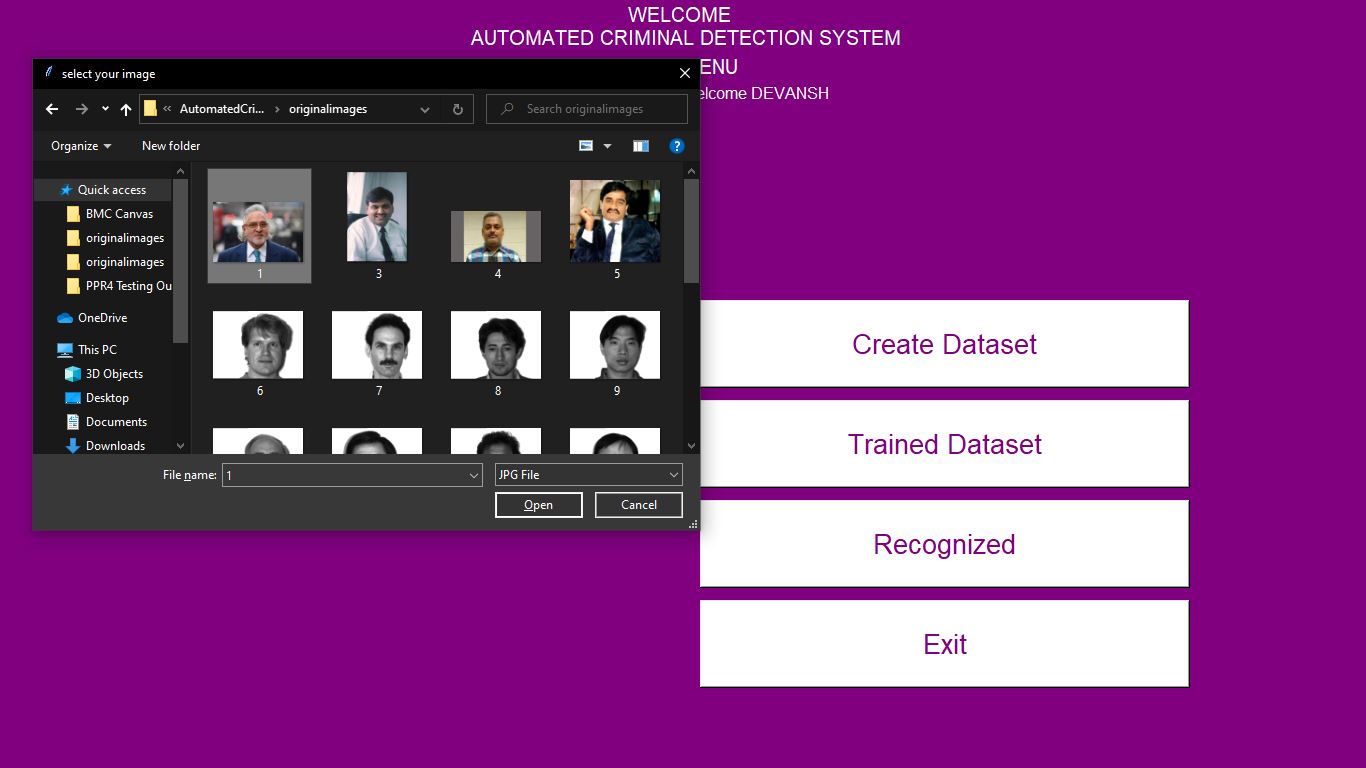 WELCOME
AUTOMATED CRIMINAL DETECTION SYSTEM
ENU
elcome DEVANSH
select your image
AutomatedCri... originalimages
Search originalimages
Organize New folder
Quick access
BMC Canvas
originalimages
originalimages
PPR4 Testing Ou
OneDrive
This PC
3D Objects
Desktop
Documents
Downloads
1 3 4 5
6 7 8 9
File name: 1 JPG File
Open Cancel
Create Dataset
Trained Dataset
Recognized
Exit